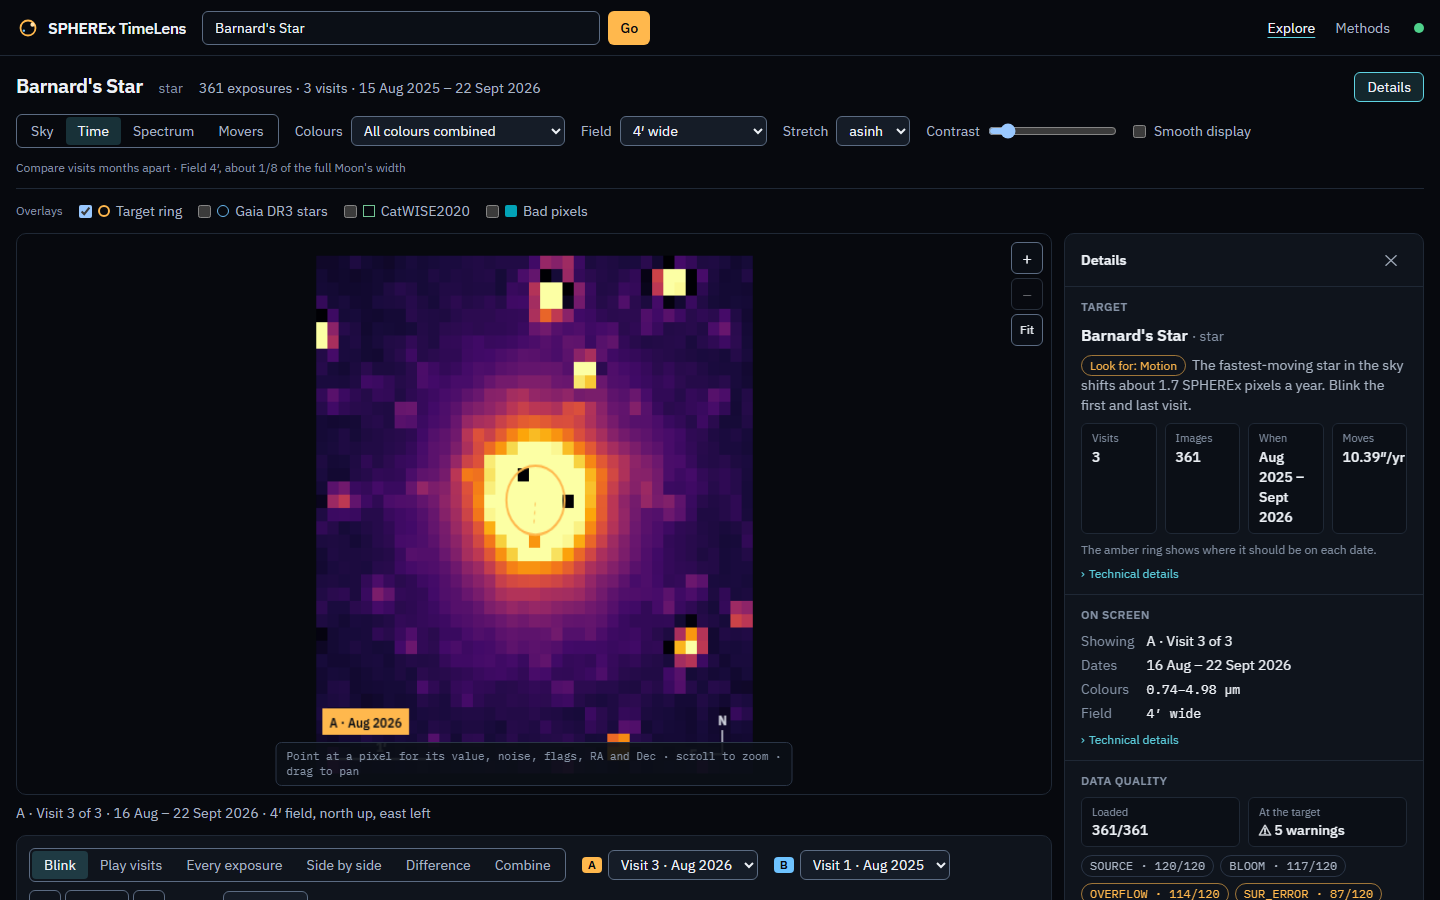 SPHEREx TimeLens
Barnard's Star
Go
Explore
Methods
Barnard's Star
star
361 exposures · 3 visits · 15 Aug 2025 – 22 Sept 2026
Details
Sky
Time
Spectrum
Movers
Colours
All colours combined
Field
4′ wide
Stretch
asinh
Contrast
Smooth display
Compare visits months apart · Field 4′, about 1/8 of the full Moon's width
Overlays
Target ring
Gaia DR3 stars
CatWISE2020
Bad pixels
+
−
Fit
A · Aug 2026
N
Point at a pixel for its value, noise, flags, RA and Dec · scroll to zoom ·
drag to pan
A · Visit 3 of 3 · 16 Aug – 22 Sept 2026 · 4′ field, north up, east left
Blink
Play visits
Every exposure
Side by side
Difference
Combine
A
Visit 3 · Aug 2026
B
Visit 1 · Aug 2025
Details
TARGET
Barnard's Star · star
Look for: Motion The fastest-moving star in the sky
shifts about 1.7 SPHEREx pixels a year. Blink the
first and last visit.
Visits
3
Images
361
When
Aug
2025 –
Sept
2026
Moves
10.39″/yr
The amber ring shows where it should be on each date.
› Technical details
ON SCREEN
Showing A · Visit 3 of 3
Dates 16 Aug – 22 Sept 2026
Colours 0.74–4.98 µm
Field 4′ wide
› Technical details
DATA QUALITY
Loaded
361/361
At the target
⚠ 5 warnings
SOURCE · 120/120
BLOOM · 117/120
OVERFLOW · 114/120
SUR_ERROR · 87/120